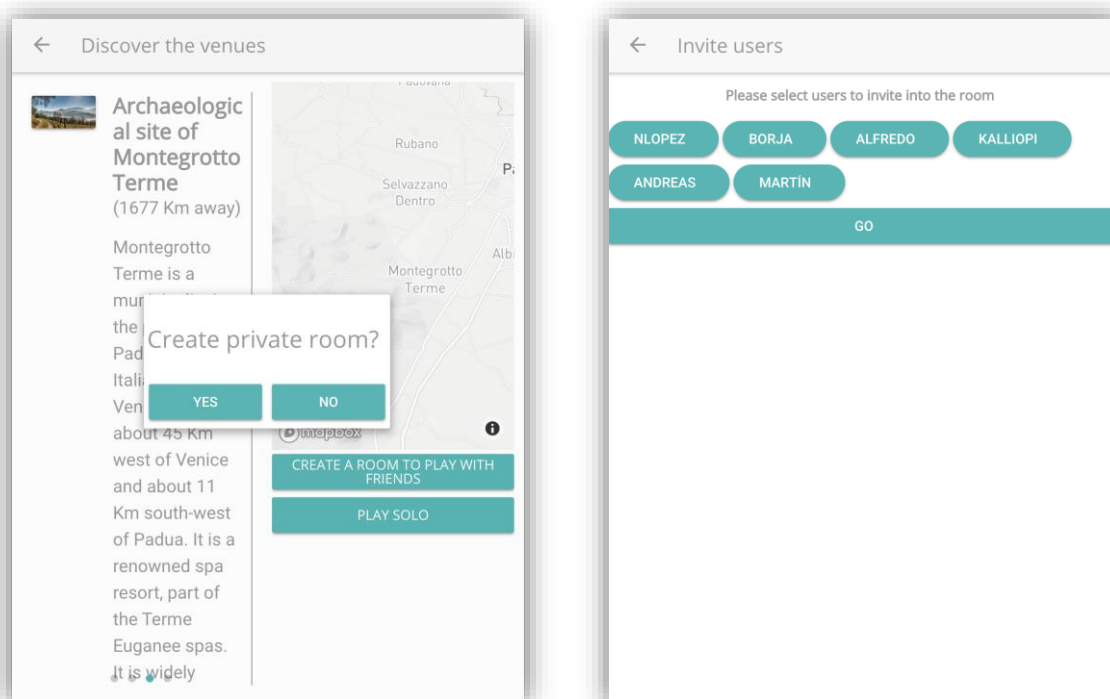 Discover the venues
Archaeologic
al site of
Montegrotto
Terme
(1677 Km away)
Montegrotto
Terme is a
the
Ven
about 45 Km
west of Venice
and about 11
Km south-west
of Padua. It is a
renowned spa
resort, part of
the Terme
Euganee spas.
It is widely
Create private room?
YES
NO
Rubano
Selvazzano
Dentro
Montegrotto
Terme
mapbox
CREATE A ROOM TO PLAY WITH
FRIENDS
PLAY SOLO
Invite users
Please select users to invite into the room
NLOPEZ
BORJA
ALFREDO
KALLIOPI
ANDREAS
MARTÍN
GO